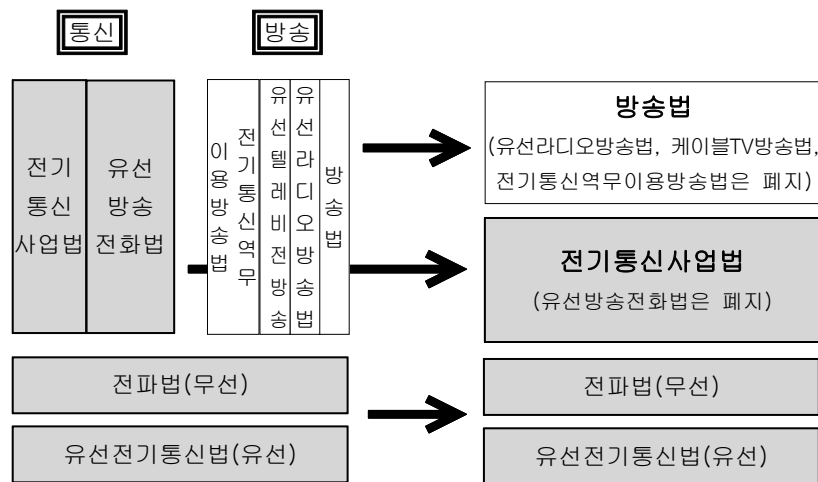 통신
방송
전기
통신
사업법
유선
방송
전화법
전기통신역무
이용방송법
유선텔레비전방송
유선라디오방송법
방송법
방송법
(유선라디오방송법, 케이블TV방송법,
전기통신역무이용방송법은 폐지)
전기통신사업법
(유선방송전화법은 폐지)
전파법(무선)
유선전기통신법(유선)
전파법(무선)
유선전기통신법(유선)